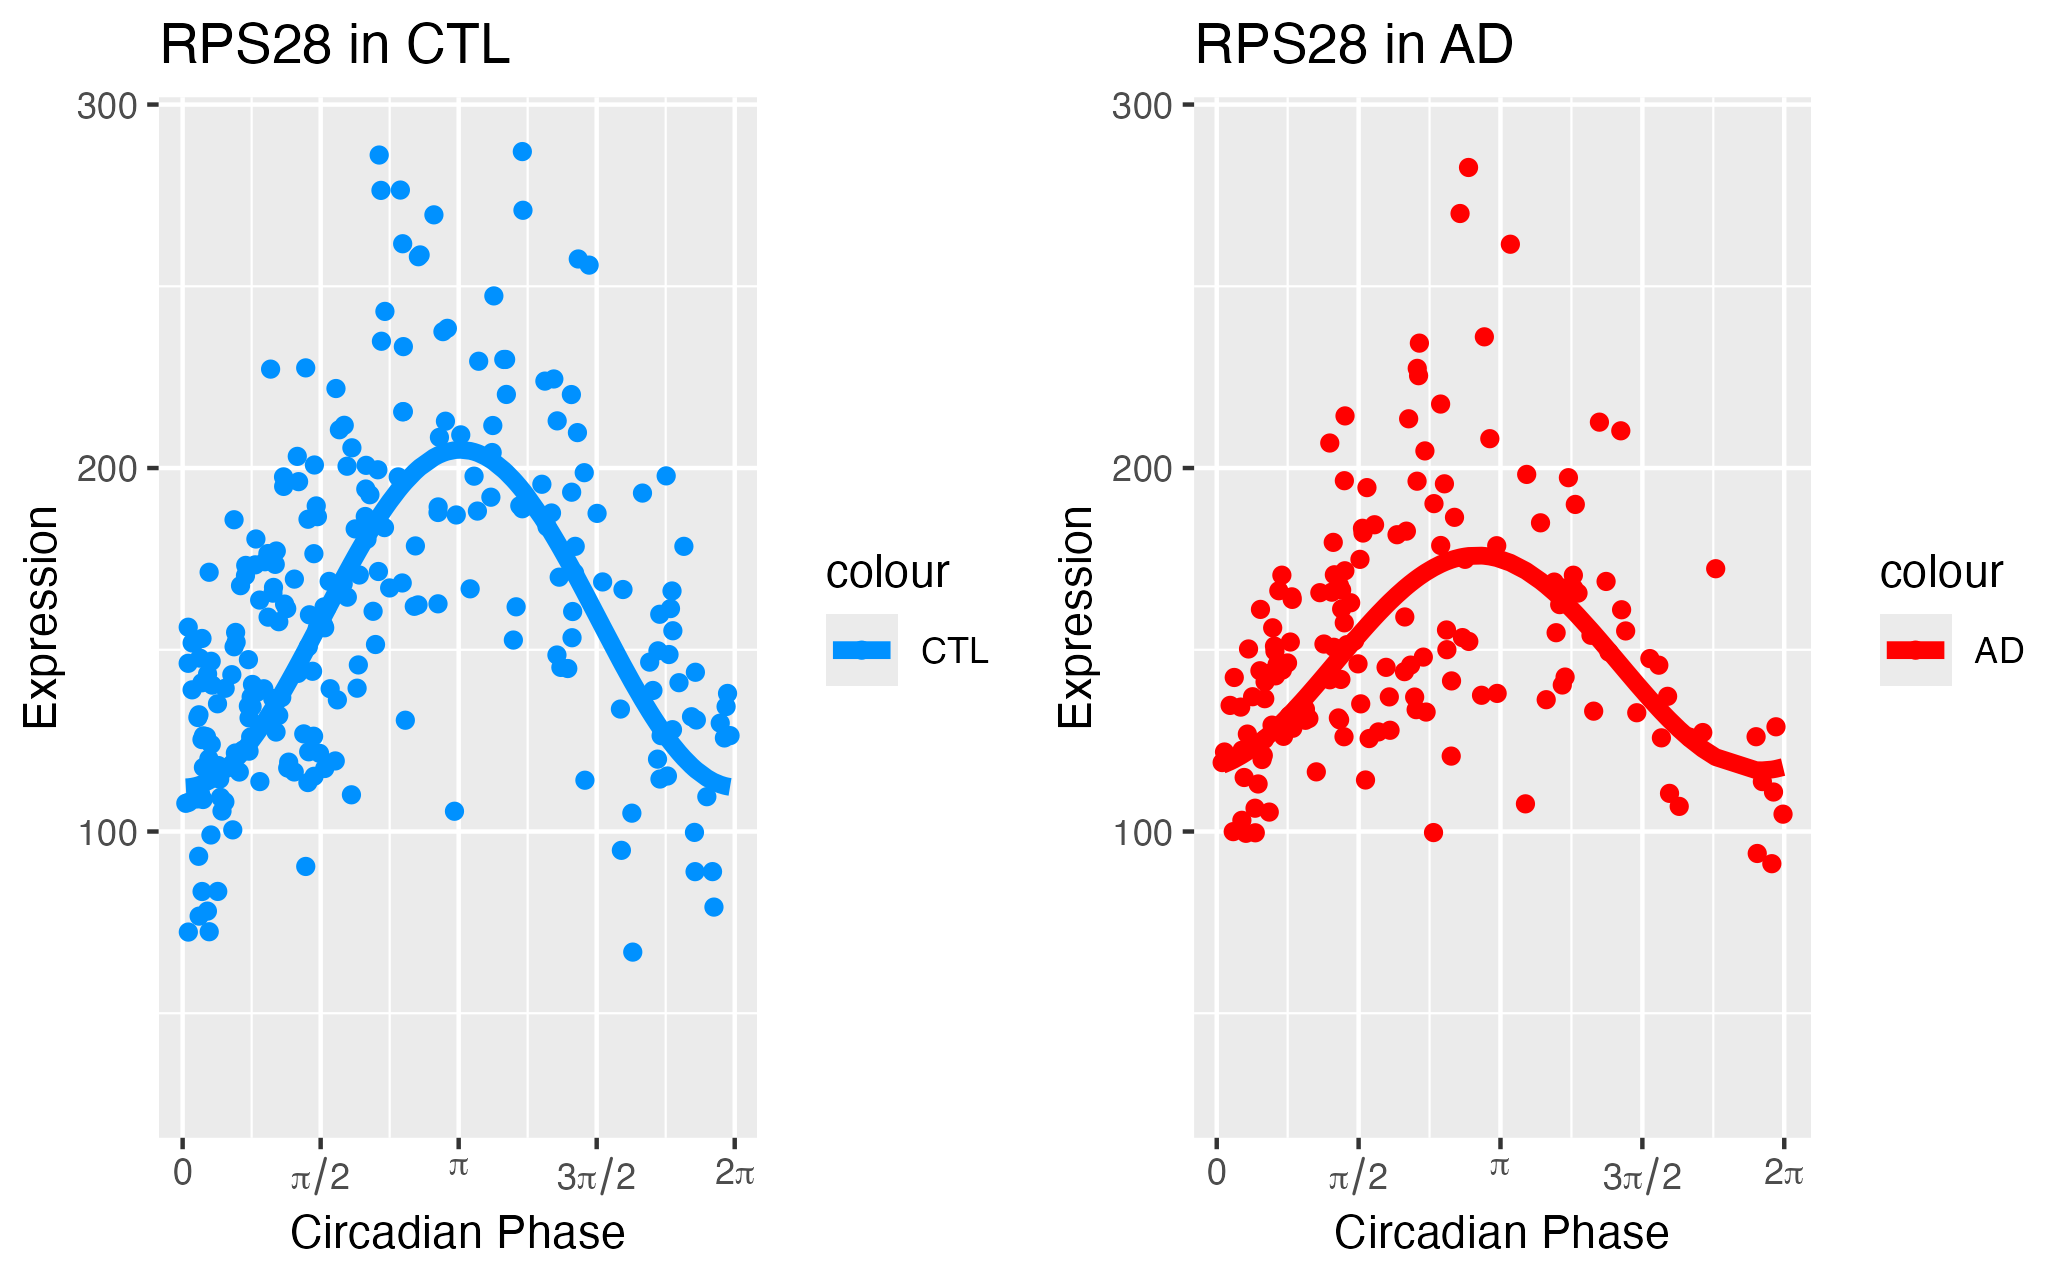 RPS28 in CTL
300
200
100
Expression
0
π/2
π
3π/2
2π
Circadian Phase
colour
CTL
RPS28 in AD
300
200
100
Expression
0
π/2
π
3π/2
2π
Circadian Phase
colour
AD